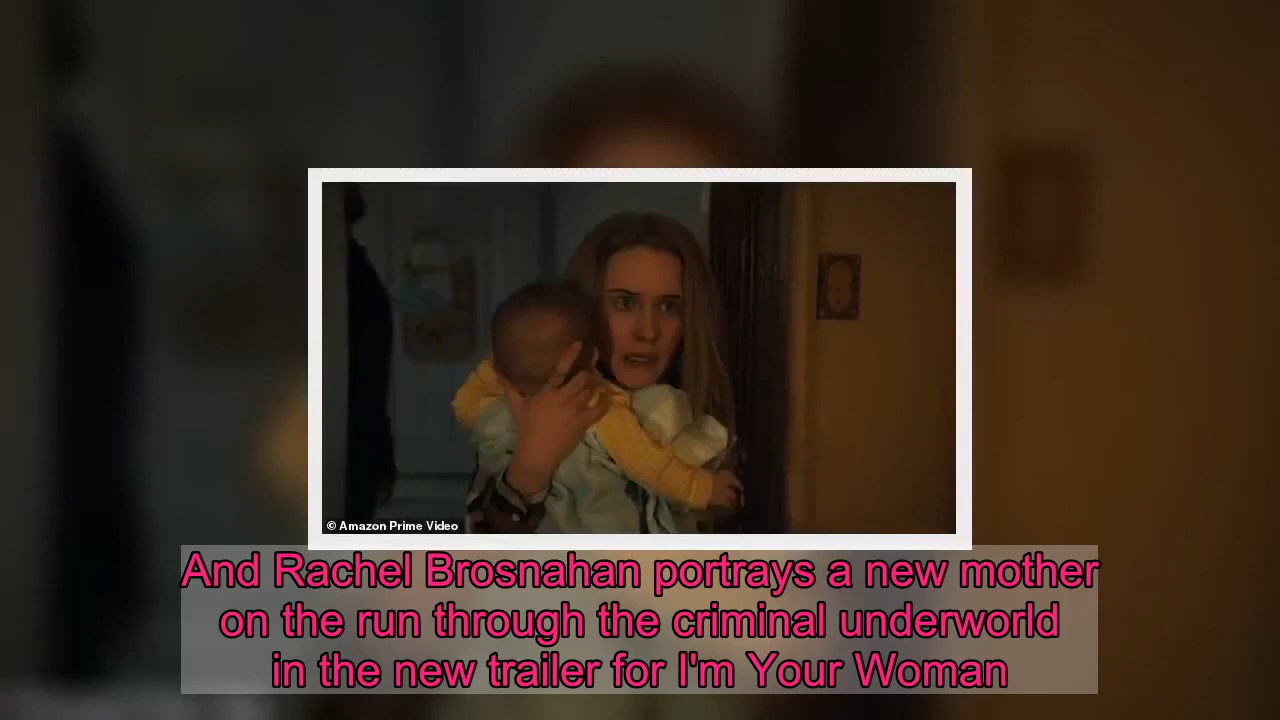 © Amazon Prime Video
And Rachel Brosnahan portrays a new mother
on the run through the criminal underworld
in the new trailer for I'm Your Woman